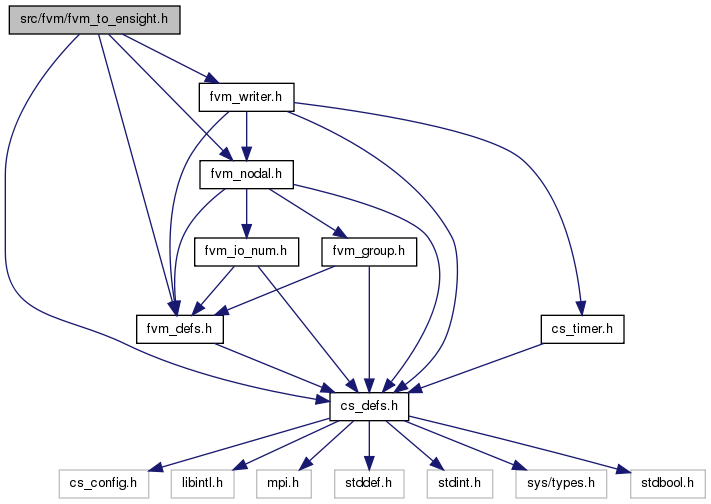 src/fvm/fvm_to_ensight.h
fvm_writer.h
fvm_nodal.h
fvm_io_num.h
fvm_group.h
fvm_defs.h
cs_timer.h
cs_defs.h
cs_config.h
libintl.h
mpi.h
stddef.h
stdint.h
sys/types.h
stdbool.h